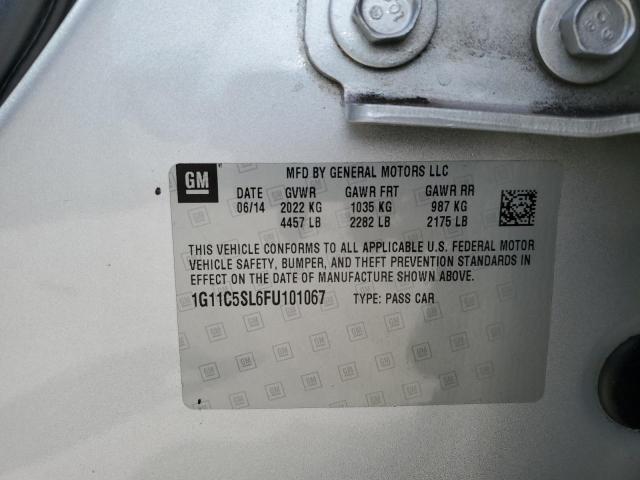 GM
MFD BY GENERAL MOTORS LLC
DATE GVWR GAWR FRT GAWR RR
06/14 2022 KG 1035 KG 987 KG
4457 LB 2282 LB 2175 LB
THIS VEHICLE CONFORMS TO ALL APPLICABLE U.S. FEDERAL MOTOR
VEHICLE SAFETY, BUMPER, AND THEFT PREVENTION STANDARDS IN
EFFECT ON THE DATE OF MANUFACTURE SHOWN ABOVE.
1G11C5SL6FU101067 TYPE: PASS CAR